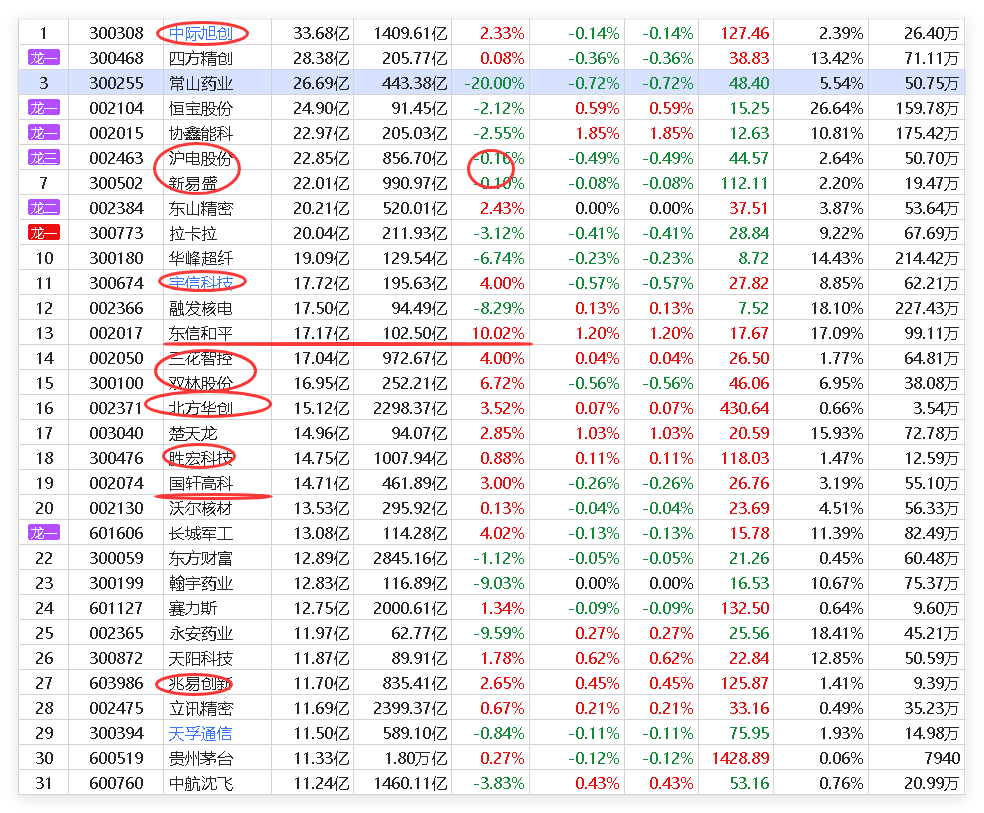 1 300308 中际旭创 33.68亿 1409.61亿 2.33% -0.14% -0.14% 127.46 2.39% 26.40万
龙一 300468 四方精创 28.38亿 205.77亿 0.08% -0.36% -0.36% 38.83 13.42% 71.11万
3 300255 常山药业 26.69亿 443.38亿 -20.00% -0.72% -0.72% 48.40 5.54% 50.75万
龙一 002104 恒宝股份 24.90亿 91.45亿 -2.12% 0.59% 0.59% 15.25 26.64% 159.78万
龙一 002015 协鑫能科 22.97亿 205.03亿 -2.55% 1.85% 1.85% 12.63 10.81% 175.42万
龙三 002463 沪电股份 22.85亿 856.70亿 -0.16% -0.49% -0.49% 44.57 2.64% 50.70万
7 300502 新易盛 22.01亿 990.97亿 -0.10% -0.08% -0.08% 112.11 2.20% 19.47万
龙二 002384 东山精密 20.21亿 520.01亿 2.43% 0.00% 0.00% 37.51 3.87% 53.64万
龙一 300773 拉卡拉 20.04亿 211.93亿 -3.12% -0.41% -0.41% 28.84 9.22% 67.69万
10 300180 华峰超纤 19.09亿 129.54亿 -6.74% -0.23% -0.23% 8.72 14.43% 214.42万
11 300674 宇信科技 17.72亿 195.63亿 4.00% -0.57% -0.57% 27.82 8.85% 62.21万
12 002366 融发核电 17.50亿 94.49亿 -8.29% 0.13% 0.13% 7.52 18.10% 227.43万
13 002017 东信和平 17.17亿 102.50亿 10.02% 1.20% 1.20% 17.67 17.09% 99.11万
14 002050 三花智控 17.04亿 972.67亿 4.00% 0.04% 0.04% 26.50 1.77% 64.81万
15 300100 双林股份 16.95亿 252.21亿 6.72% -0.56% -0.56% 46.06 6.95% 38.08万
16 002371 北方华创 15.12亿 2298.37亿 3.52% 0.07% 0.07% 430.64 0.66% 3.54万
17 003040 楚天龙 14.96亿 94.07亿 2.85% 1.03% 1.03% 20.59 15.93% 72.78万
18 300476 胜宏科技 14.75亿 1007.94亿 0.88% 0.11% 0.11% 118.03 1.47% 12.59万
19 002074 国轩高科 14.71亿 461.89亿 3.00% -0.26% -0.26% 26.76 3.19% 55.10万
20 002130 沃尔核材 13.53亿 295.92亿 0.13% -0.04% -0.04% 23.69 4.51% 56.33万
龙一 601606 长城军工 13.08亿 114.28亿 4.02% -0.13% -0.13% 15.78 11.39% 82.49万
22 300059 东方财富 12.89亿 2845.16亿 -1.12% -0.05% -0.05% 21.26 0.45% 60.48万
23 300199 翰宇药业 12.83亿 116.89亿 -9.03% 0.00% 0.00% 16.53 10.67% 75.37万
24 601127 赛力斯 12.75亿 2000.61亿 1.34% -0.09% -0.09% 132.50 0.64% 9.60万
25 002365 永安药业 11.97亿 62.77亿 -9.59% 0.27% 0.27% 25.56 18.41% 45.21万
26 300872 天阳科技 11.87亿 89.91亿 1.78% 0.62% 0.62% 22.84 12.85% 50.59万
27 603986 兆易创新 11.70亿 835.41亿 2.65% 0.45% 0.45% 125.87 1.41% 9.39万
28 002475 立讯精密 11.69亿 2399.37亿 0.67% 0.21% 0.21% 33.16 0.49% 35.23万
29 300394 天孚通信 11.50亿 589.10亿 -0.84% -0.11% -0.11% 75.95 1.93% 14.98万
30 600519 贵州茅台 11.33亿 1.80万亿 0.27% -0.12% -0.12% 1428.89 0.06% 7940
31 600760 中航沈飞 11.24亿 1460.11亿 -3.83% 0.43% 0.43% 53.16 0.76% 20.99万